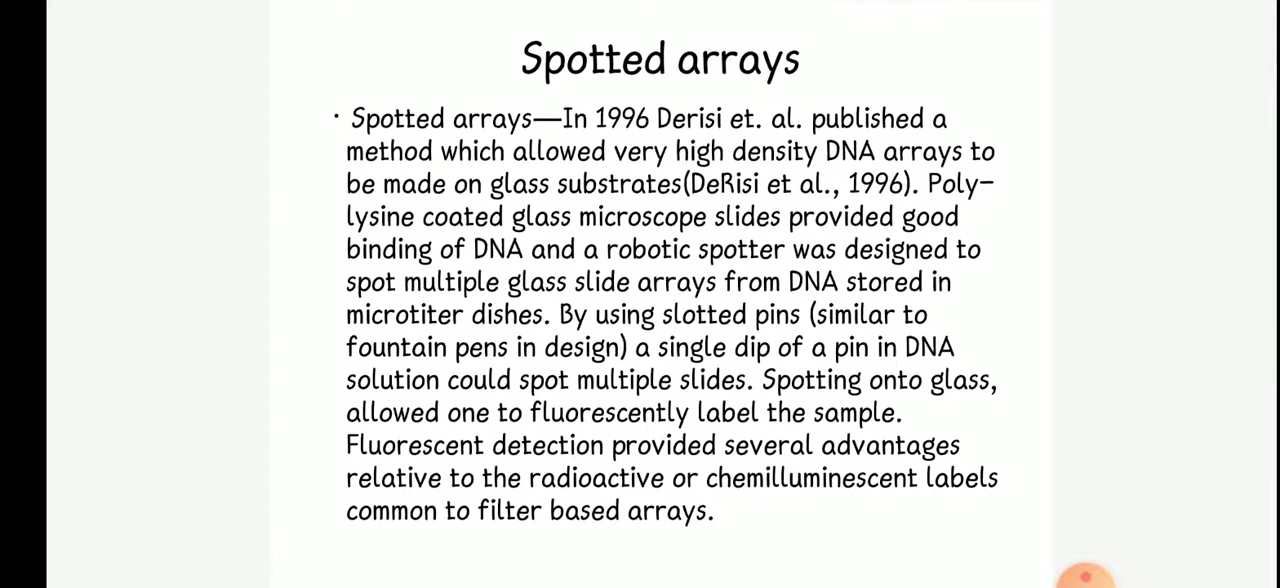 Spotted arrays
· Spotted arrays—In 1996 Derisi et. al. published a
method which allowed very high density DNA arrays to
be made on glass substrates(DeRisi et al., 1996). Poly-
lysine coated glass microscope slides provided good
binding of DNA and a robotic spotter was designed to
spot multiple glass slide arrays from DNA stored in
microtiter dishes. By using slotted pins (similar to
fountain pens in design) a single dip of a pin in DNA
solution could spot multiple slides. Spotting onto glass,
allowed one to fluorescently label the sample.
Fluorescent detection provided several advantages
relative to the radioactive or chemilluminescent labels
common to filter based arrays.